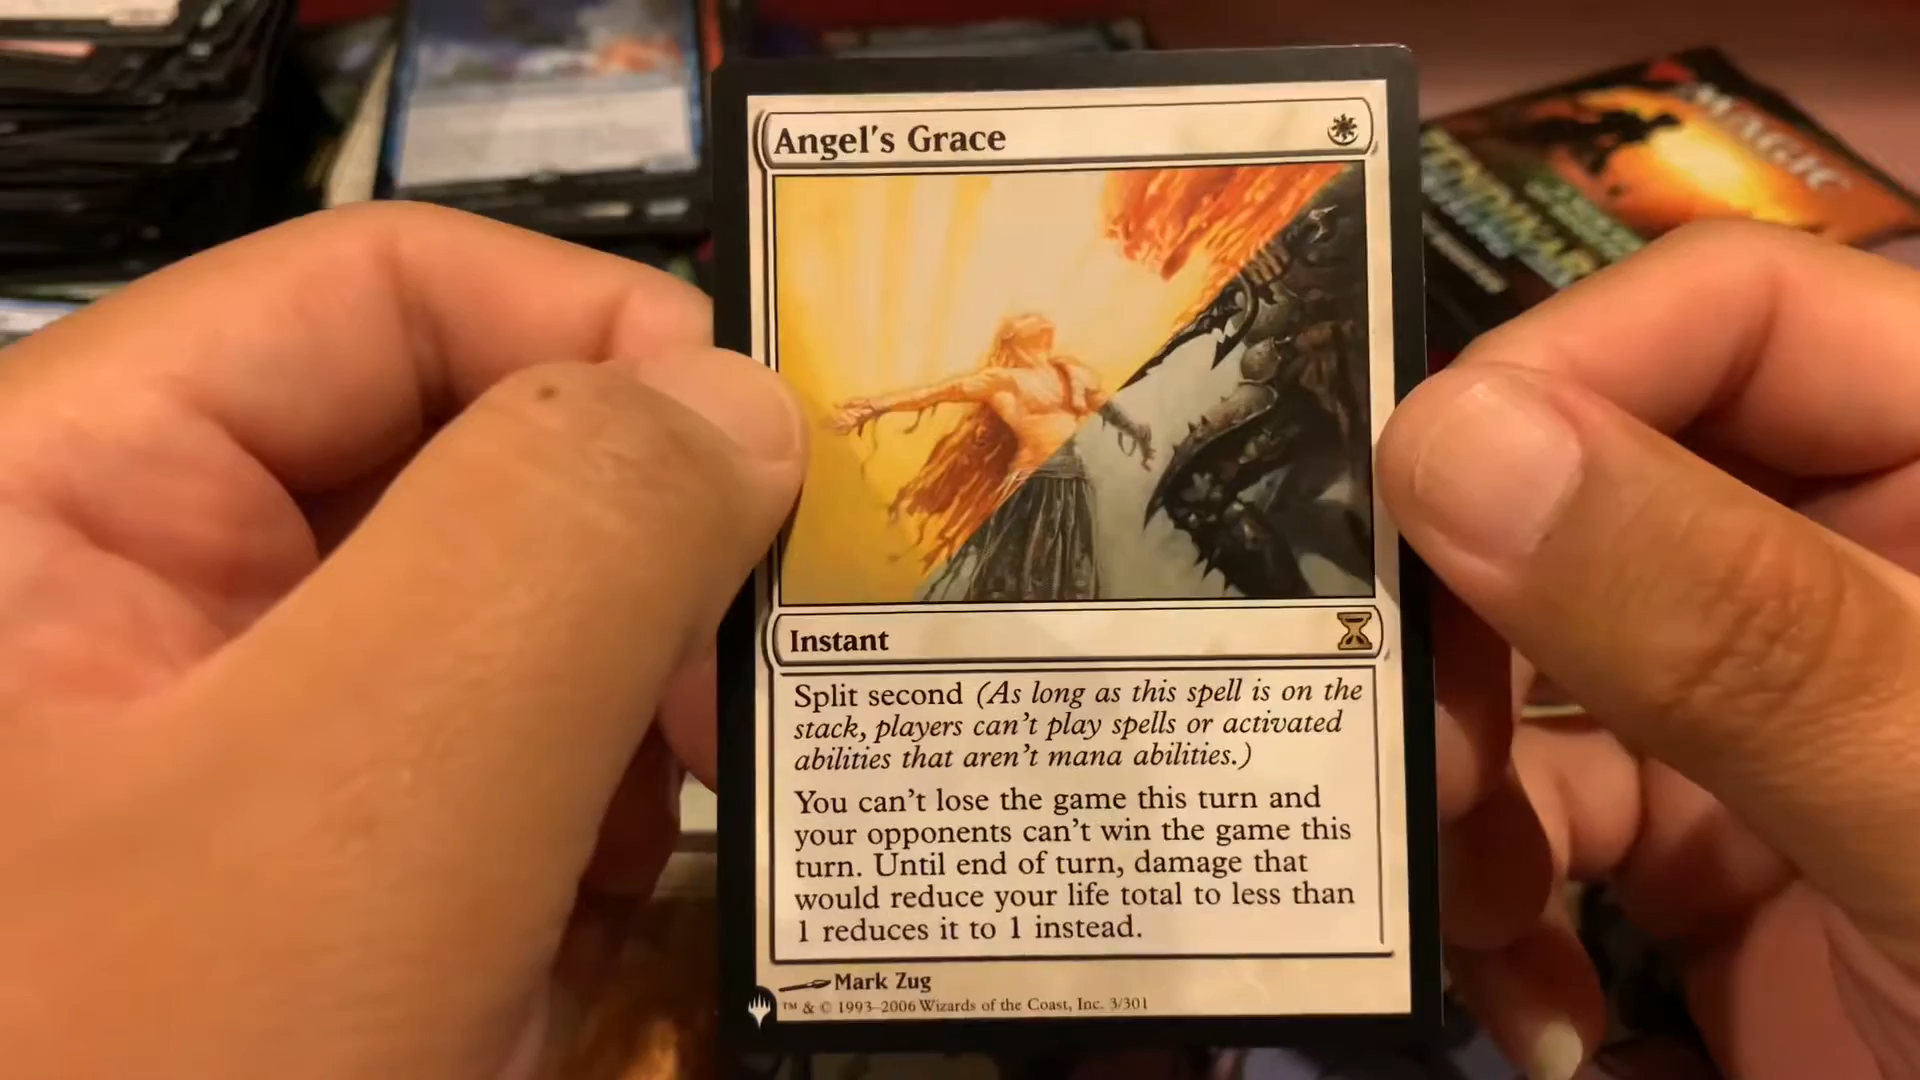 Angel's Grace
MAGIC
Instant
Split second (As long as this spell is on the
stack, players can't play spells or activated
abilities that aren't mana abilities.)
You can't lose the game this turn and
your opponents can't win the game this
turn. Until end of turn, damage that
would reduce your life total to less than
1 reduces it to 1 instead.
Mark Zug
™ & © 1993–2006 Wizards of the Coast, Inc. 3/301